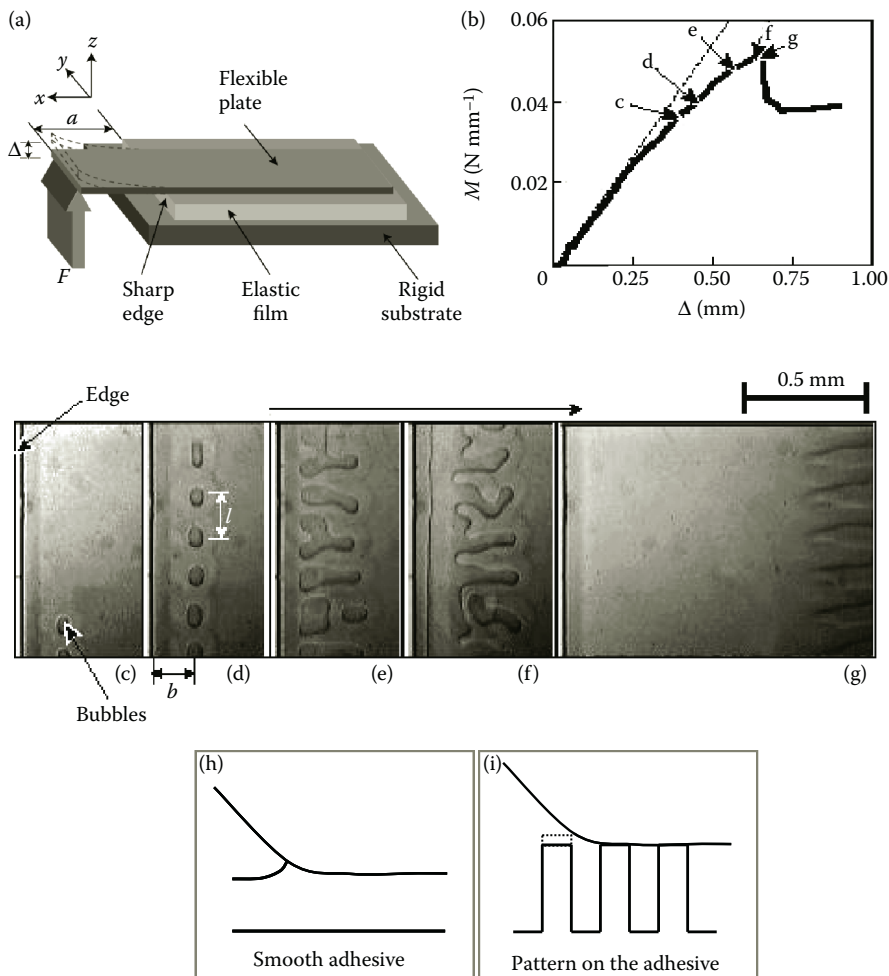 (a)
z
y
x
a
Δ
F
Flexible
plate
Sharp
edge
Elastic
film
Rigid
substrate
(b)
M (N mm⁻¹)
0.06
0.04
0.02
0
0.25
0.50
0.75
1.00
Δ (mm)
c
d
e
f
g
Edge
0.5 mm
l
b
Bubbles
(c)
(d)
(e)
(f)
(g)
(h)
Smooth adhesive
(i)
Pattern on the adhesive